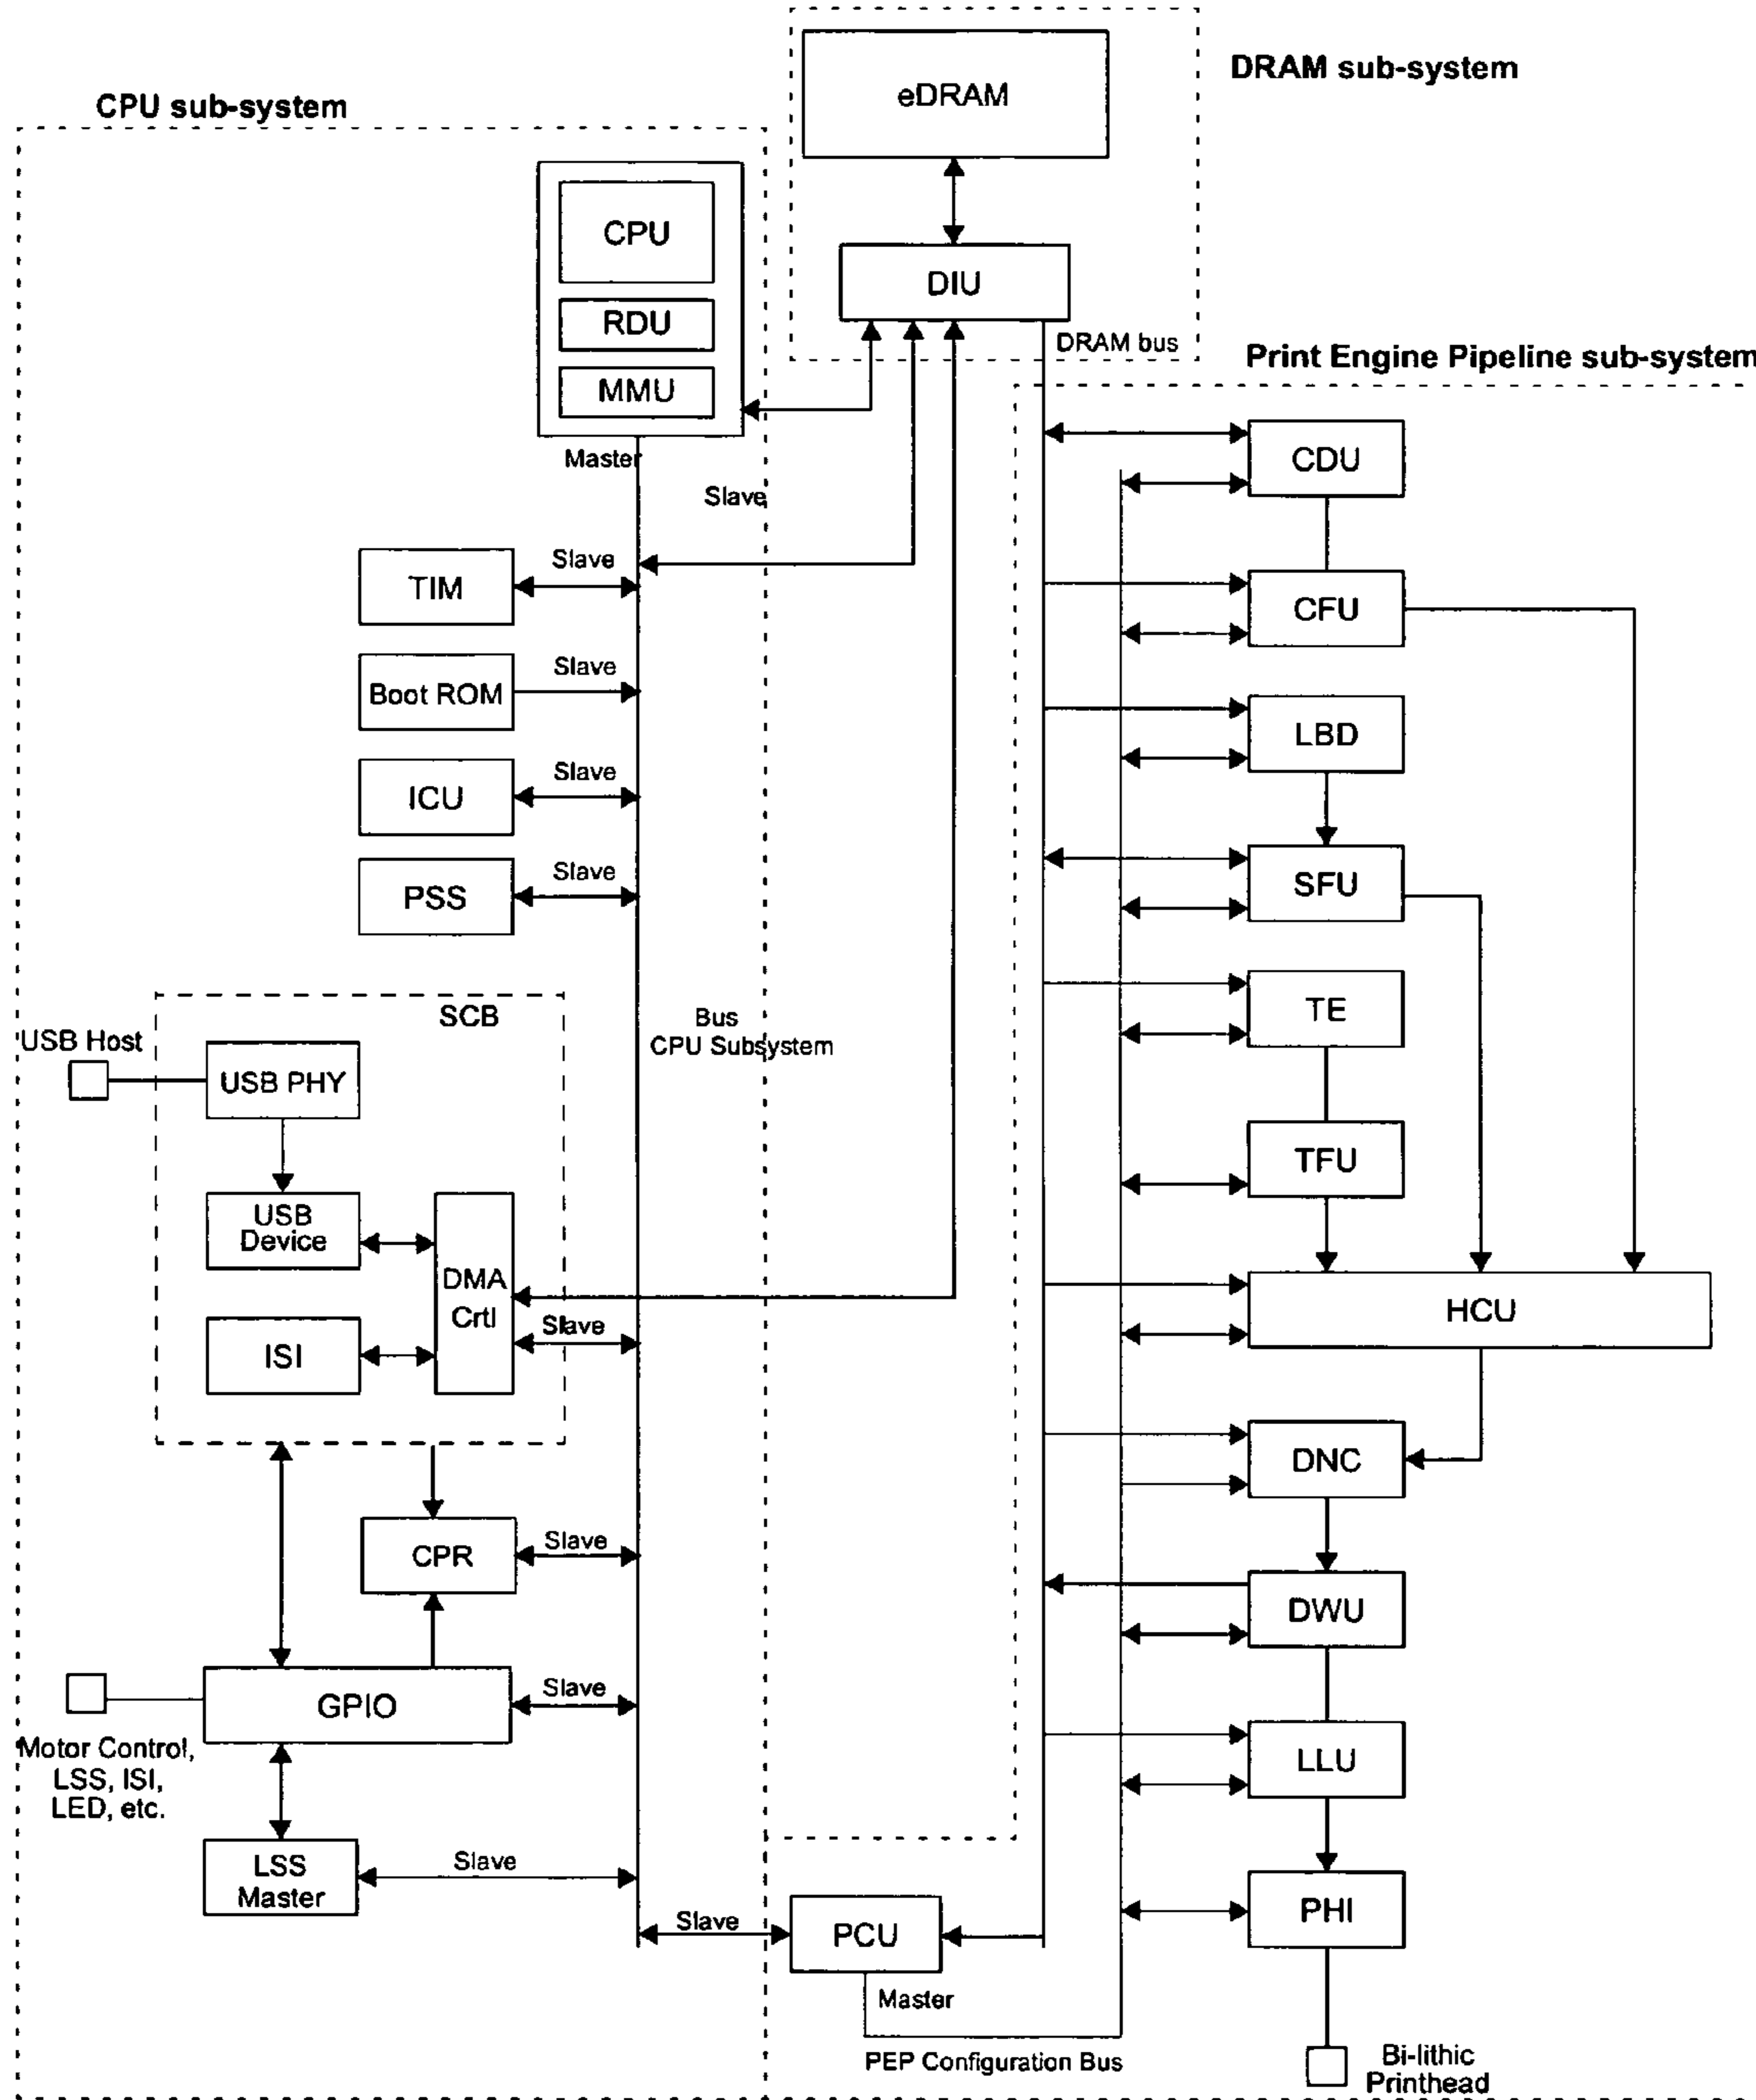 DRAM sub-system
eDRAM
CPU sub-system
CPU
DIU
RDU
DRAM bus
Print Engine Pipeline sub-system
MMU
Master
CDU
Slave
Slave
TIM
CFU
Slave
Boot ROM
LBD
Slave
ICU
Slave
PSS
SFU
SCB
TE
Bus
CPU Subsystem
USB Host
USB PHY
TFU
USB
Device
DMA
Crtl
Slave
HCU
ISI
DNC
Slave
CPR
DWU
Slave
GPIO
Motor Control,
LSS, ISI,
LED, etc.
LLU
LSS
Master
Slave
Slave
PCU
PHI
Master
PEP Configuration Bus
Bi-lithic
Printhead